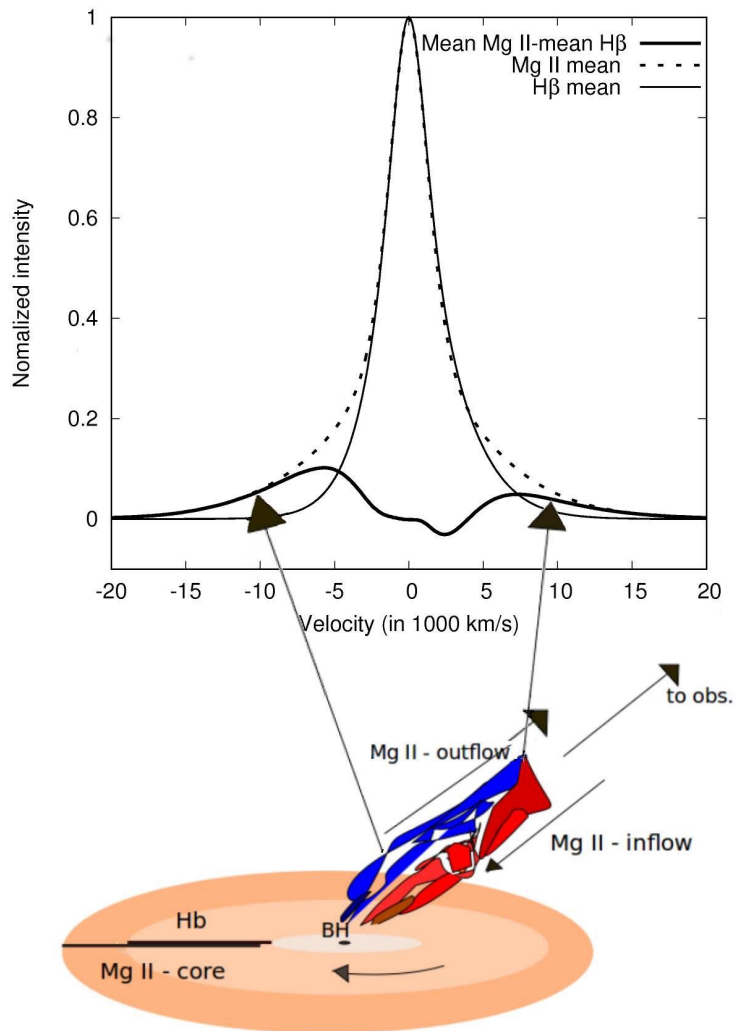 Mean Mg II-mean Hβ
Mg II mean
Hβ mean
Nomalized intensity
1
0.8
0.6
0.4
0.2
0
-20
-15
-10
-5
0
5
10
15
20
Velocity (in 1000 km/s)
to obs.
Mg II - outflow
Mg II - inflow
Hb
BH
Mg II - core